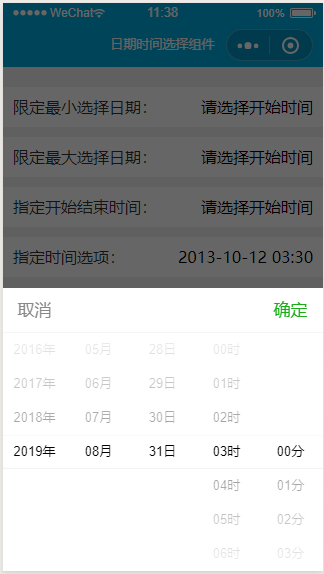 WeChat 11:38 100%
日期时间选择组件
限定最小选择日期： 请选择开始时间
限定最大选择日期： 请选择开始时间
指定开始结束时间： 请选择开始时间
指定时间选项： 2013-10-12 03:30
取消 确定
2016年 05月 28日 00时
2017年 06月 29日 01时
2018年 07月 30日 02时
2019年 08月 31日 03时 00分
04时 01分
05时 02分
06时 03分